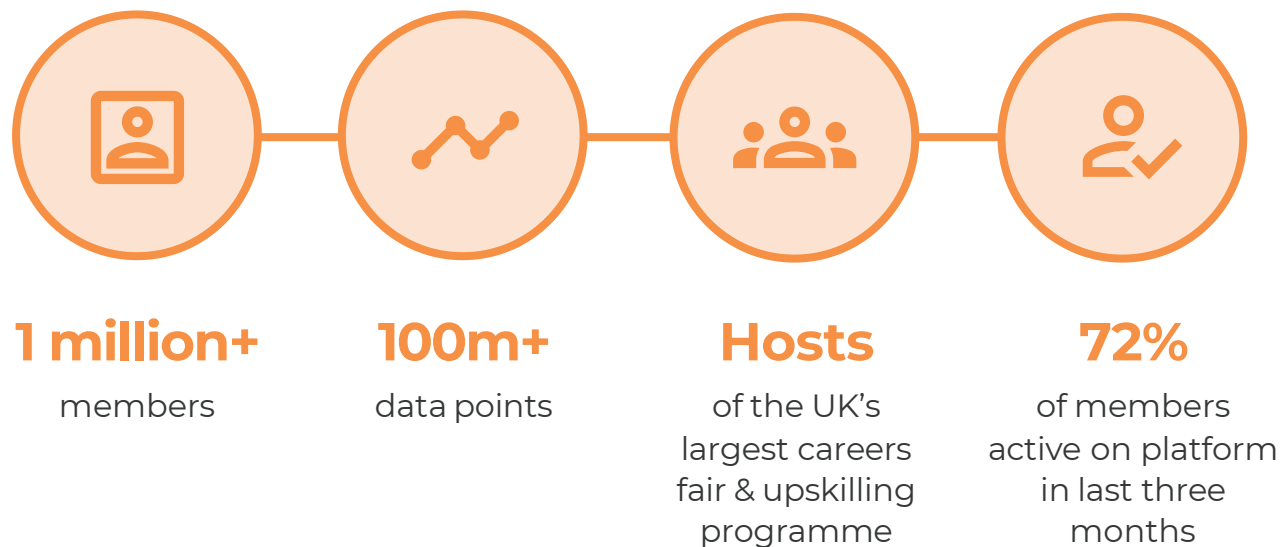 1 million+
members
100m+
data points
Hosts
of the UK's
largest careers
fair & upskilling
programme
72%
of members
active on platform
in last three
months